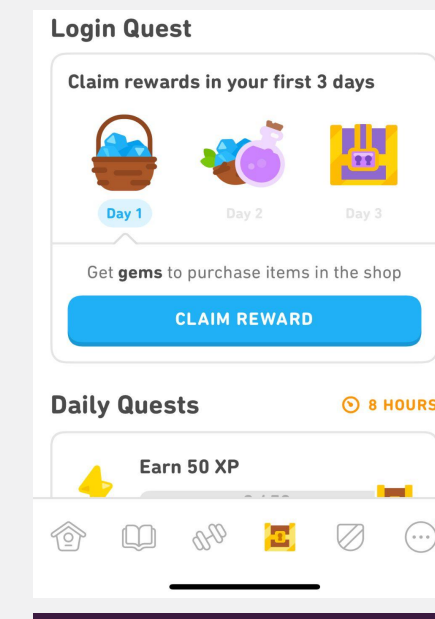 Login Quest
Claim rewards in your first 3 days
Day 1
Day 2
Day 3
Get gems to purchase items in the shop
CLAIM REWARD
Daily Quests
8 HOURS
Earn 50 XP